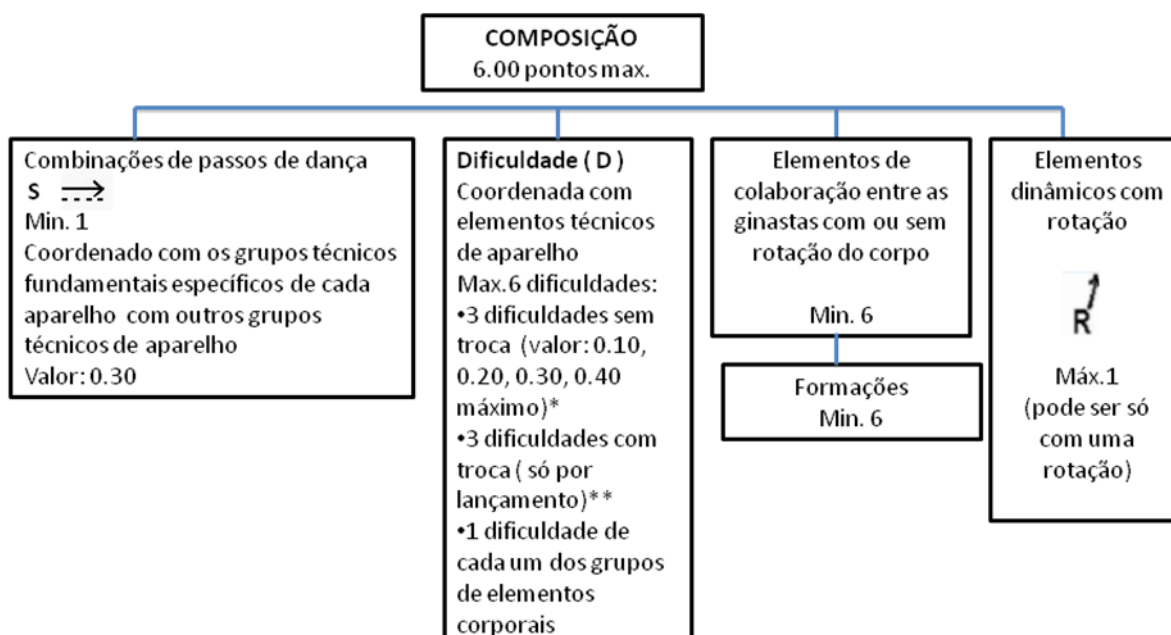 COMPOSIÇÃO
6.00 pontos max.
Combinações de passos de dança
S
Min. 1
Coordenado com os grupos técnicos
fundamentais específicos de cada
aparelho com outros grupos
técnicos de aparelho
Valor: 0.30
Dificuldade ( D )
Coordenada com
elementos técnicos
de aparelho
Max.6 dificuldades:
•3 dificuldades sem
troca (valor: 0.10,
0.20, 0.30, 0.40
máximo)*
•3 dificuldades com
troca ( só por
lançamento)**
•1 dificuldade de
cada um dos grupos
de elementos
corporais
Elementos de
colaboração entre as
ginastas com ou sem
rotação do corpo
Min. 6
Formações
Min. 6
Elementos
dinâmicos com
rotação
R
Máx.1
(pode ser só
com uma
rotação)